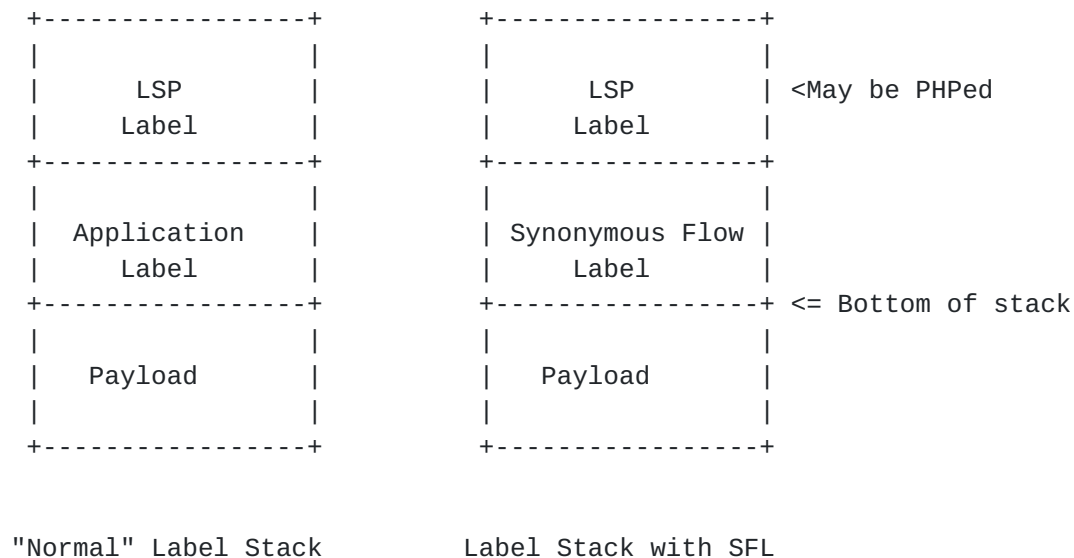 +-----------------+          +-----------------+
|                 |          |                 |
|      LSP        |          |      LSP        | <May be PHPed
|     Label       |          |     Label       |
+-----------------+          +-----------------+
|                 |          |                 |
|  Application    |          | Synonymous Flow |
|     Label       |          |     Label       |
+-----------------+          +-----------------+ <= Bottom of stack
|                 |          |                 |
|   Payload       |          |   Payload       |
|                 |          |                 |
+-----------------+          +-----------------+
"Normal" Label Stack         Label Stack with SFL